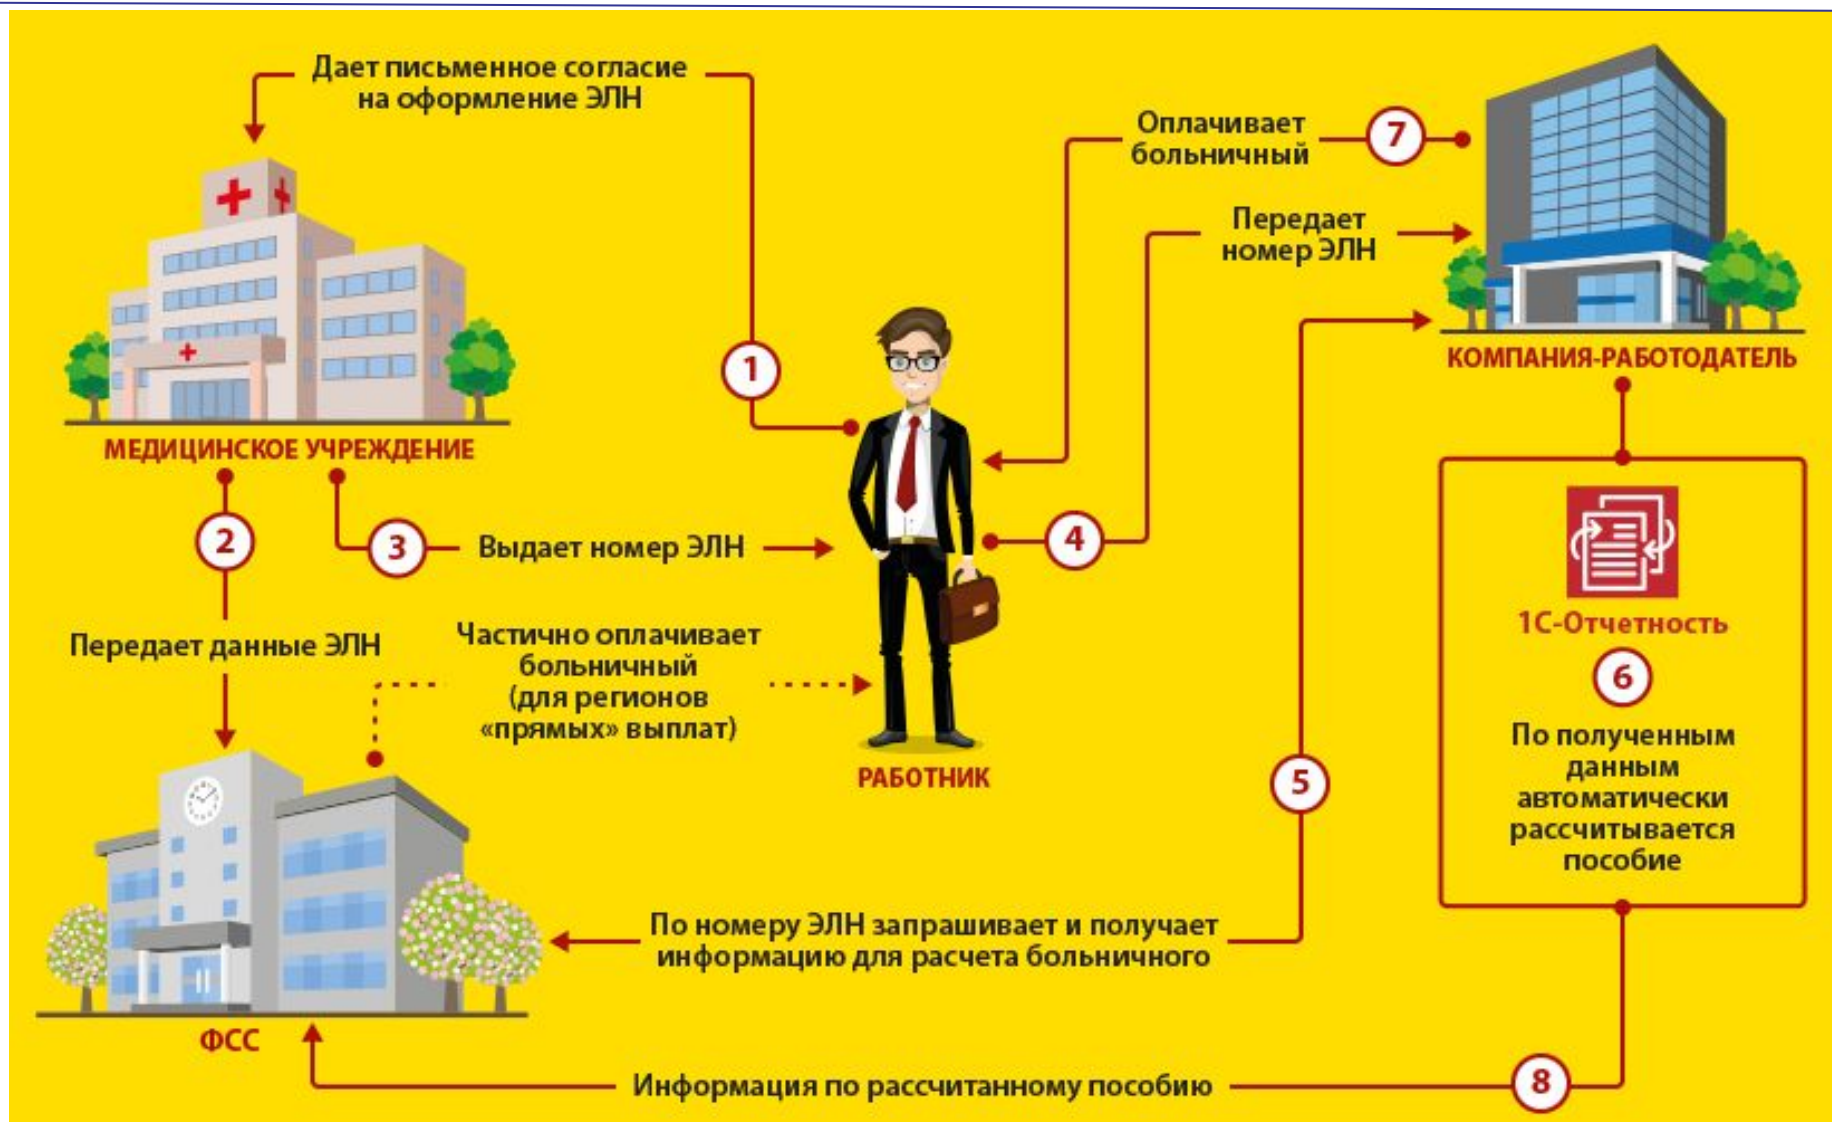 Дает письменное согласие
на оформление ЭЛН
Оплачивает
больничный
7
Передает
номер ЭЛН
1
КОМПАНИЯ-РАБОТОДАТЕЛЬ
МЕДИЦИНСКОЕ УЧРЕЖДЕНИЕ
2
3
Выдает номер ЭЛН
4
1С-Отчетность
6
По полученным
данным
автоматически
рассчитывается
пособие
Передает данные ЭЛН
Частично оплачивает
больничный
(для регионов
«прямых» выплат)
РАБОТНИК
5
По номеру ЭЛН запрашивает и получает
информацию для расчета больничного
ФСС
Информация по рассчитанному пособию
8